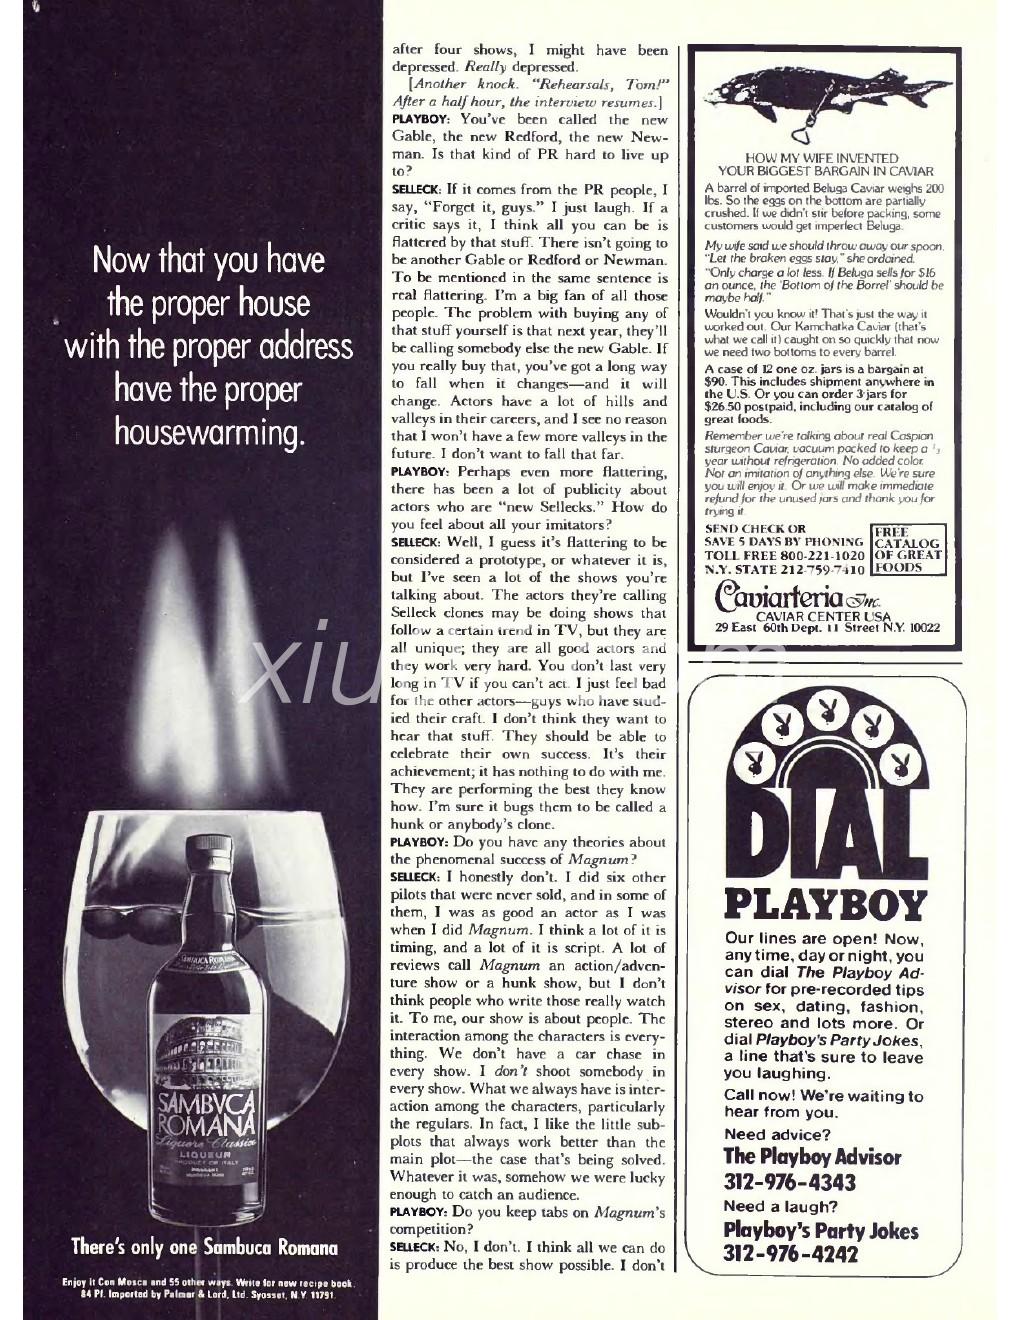 Now that you have
the proper house
with the proper address
have the proper
housewarming.
SAMBUCA ROMANA
SAMBVCA
ROMANA
Liquore Classico
LIQUEUR
PRODUCT OF ITALY
There's only one Sambuca Romana
Enjoy it Con Mosca and 55 other ways. Write for new recipe book.
84 Pf. Imported by Palmer & Lord, Ltd. Syosset, N.Y. 11791
after four shows, I might have been
depressed. Really depressed.
[Another knock. “Rehearsals, Tom!”
After a half hour, the interview resumes.]
PLAYBOY: You've been called the new
Gable, the new Redford, the new New-
man. Is that kind of PR hard to live up
to?
SELLECK: If it comes from the PR people, I
say, “Forget it, guys.” I just laugh. If a
critic says it, I think all you can be is
flattered by that stuff. There isn't going to
be another Gable or Redford or Newman.
To be mentioned in the same sentence is
real flattering. I'm a big fan of all those
people. The problem with buying any of
that stuff yourself is that next year, they'll
be calling somebody else the new Gable. If
you really buy that, you've got a long way
to fall when it changes—and it will
change. Actors have a lot of hills and
valleys in their careers, and I see no reason
that I won't have a few more valleys in the
future. I don't want to fall that far.
PLAYBOY: Perhaps even more flattering,
there has been a lot of publicity about
actors who are “new Sellecks.” How do
you feel about all your imitators?
SELLECK: Well, I guess it's flattering to be
considered a prototype, or whatever it is,
but I've seen a lot of the shows you're
talking about. The actors they're calling
Selleck clones may be doing shows that
follow a certain trend in TV, but they are
all unique; they are all good actors and
they work very hard. You don't last very
long in TV if you can't act. I just feel bad
for the other actors—guys who have stud-
ied their craft. I don't think they want to
hear that stuff. They should be able to
celebrate their own success. It's their
achievement; it has nothing to do with me.
They are performing the best they know
how. I'm sure it bugs them to be called a
hunk or anybody's clone.
PLAYBOY: Do you have any theories about
the phenomenal success of Magnum?
SELLECK: I honestly don't. I did six other
pilots that were never sold, and in some of
them, I was as good an actor as I was
when I did Magnum. I think a lot of it is
timing, and a lot of it is script. A lot of
reviews call Magnum an action/adven-
ture show or a hunk show, but I don't
think people who write those really watch
it. To me, our show is about people. The
interaction among the characters is every-
thing. We don't have a car chase in
every show. I don't shoot somebody in
every show. What we always have is inter-
action among the characters, particularly
the regulars. In fact, I like the little sub-
plots that always work better than the
main plot—the case that's being solved.
Whatever it was, somehow we were lucky
enough to catch an audience.
PLAYBOY: Do you keep tabs on Magnum's
competition?
SELLECK: No, I don't. I think all we can do
is produce the best show possible. I don't
HOW MY WIFE INVENTED
YOUR BIGGEST BARGAIN IN CAVIAR
A barrel of imported Beluga Caviar weighs 200
lbs. So the eggs on the bottom are partially
crushed. If we didn't stir before packing, some
customers would get imperfect Beluga.
My wife said we should throw away our spoon.
“Let the broken eggs stay,” she ordained.
“Only charge a lot less. If Beluga sells for $16
an ounce, the ‘Bottom of the Barrel’ should be
maybe half.”
Wouldn't you know it! That's just the way it
worked out. Our Kamchatka Caviar (that's
what we call it) caught on so quickly that now
we need two bottoms to every barrel.
A case of 12 one oz. jars is a bargain at
$90. This includes shipment anywhere in
the U.S. Or you can order 3 jars for
$26.50 postpaid, including our catalog of
great foods.
Remember we're talking about real Caspian
sturgeon Caviar, vacuum packed to keep a
year without refrigeration. No added color.
Not an imitation of anything else. We're sure
you will enjoy it. Or we will make immediate
refund for the unused jars and thank you for
trying it.
SEND CHECK OR
SAVE 5 DAYS BY PHONING
TOLL FREE 800-221-1020
N.Y. STATE 212-759-7410
FREE
CATALOG
OF GREAT
FOODS
Caviarteria Inc.
CAVIAR CENTER USA
29 East 60th Dept. 11 Street N.Y. 10022
DIAL
PLAYBOY
Our lines are open! Now,
any time, day or night, you
can dial The Playboy Ad-
visor for pre-recorded tips
on sex, dating, fashion,
stereo and lots more. Or
dial Playboy's Party Jokes,
a line that's sure to leave
you laughing.
Call now! We're waiting to
hear from you.
Need advice?
The Playboy Advisor
312-976-4343
Need a laugh?
Playboy's Party Jokes
312-976-4242